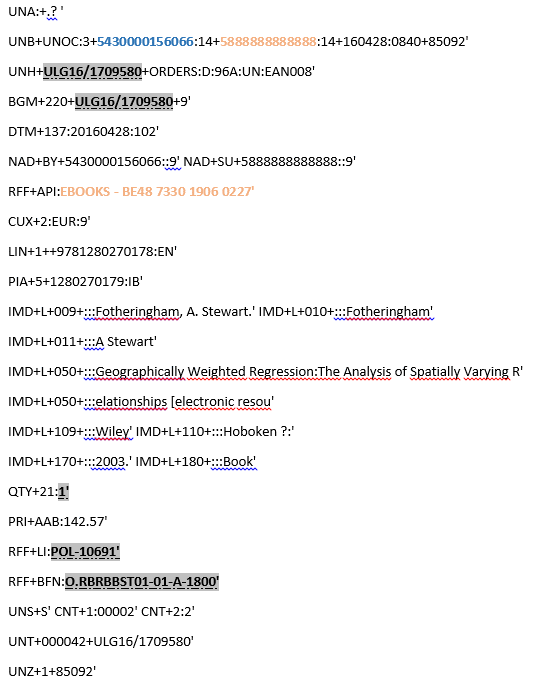 UNA:+.? '
UNB+UNOC:3+5430000156066:14+5888888888888:14+160428:0840+85092'
UNH+ULG16/1709580+ORDERS:D:96A:UN:EAN008'
BGM+220+ULG16/1709580+9'
DTM+137:20160428:102'
NAD+BY+5430000156066::9' NAD+SU+5888888888888::9'
RFF+API:EBOOKS - BE48 7330 1906 0227'
CUX+2:EUR:9'
LIN+1++9781280270178:EN'
PIA+5+1280270179:IB'
IMD+L+009+:::Fotheringham, A. Stewart.' IMD+L+010+:::Fotheringham'
IMD+L+011+:::A Stewart'
IMD+L+050+:::Geographically Weighted Regression:The Analysis of Spatially Varying R'
IMD+L+050+:::elationships [electronic resou'
IMD+L+109+:::Wiley' IMD+L+110+:::Hoboken ?:'
IMD+L+170+:::2003.' IMD+L+180+:::Book'
QTY+21:1'
PRI+AAB:142.57'
RFF+LI:POL-10691'
RFF+BFN:O.RBRBBST01-01-A-1800'
UNS+S' CNT+1:00002' CNT+2:2'
UNT+000042+ULG16/1709580'
UNZ+1+85092'